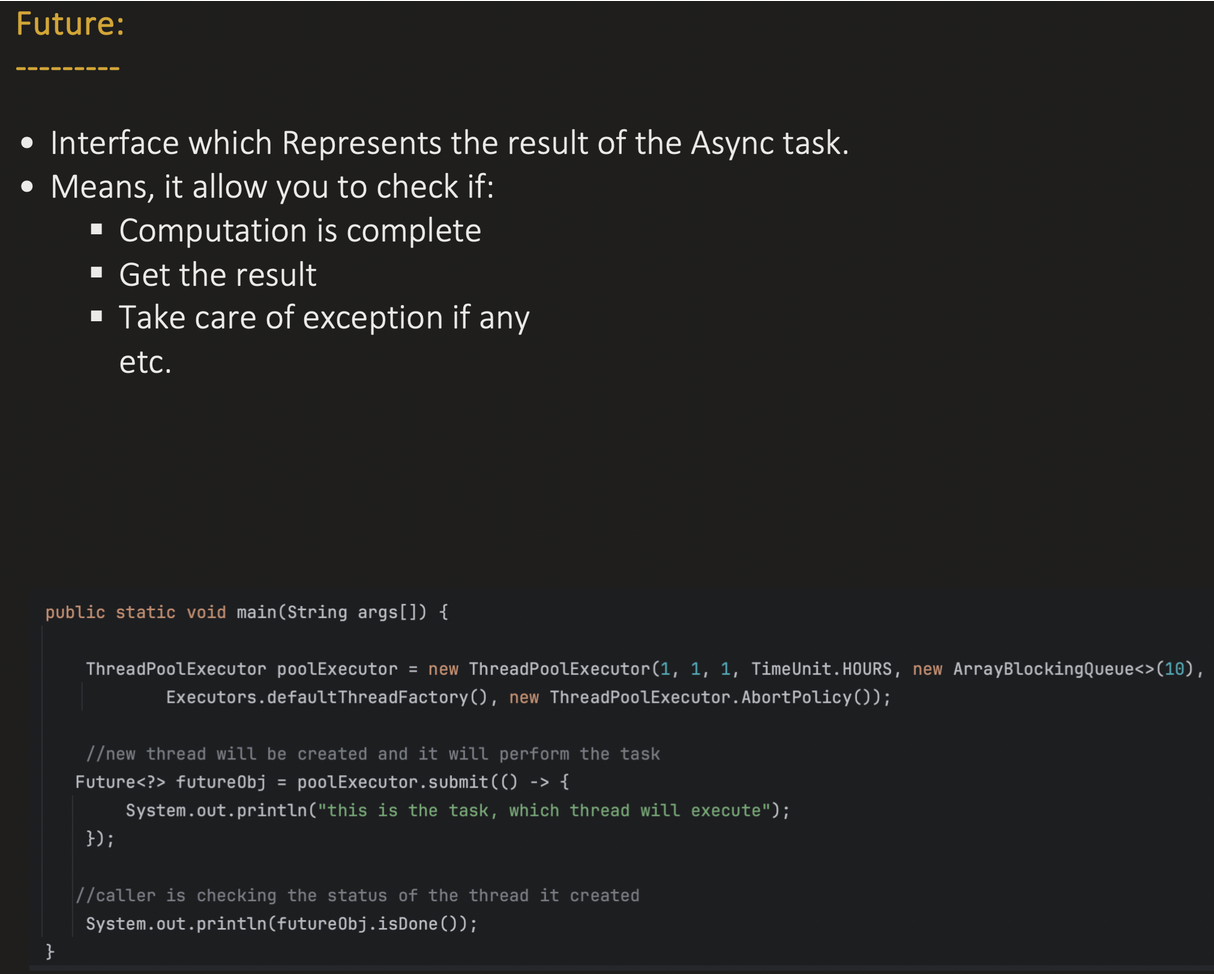 Future:
---------
• Interface which Represents the result of the Async task.
• Means, it allow you to check if:
▪ Computation is complete
▪ Get the result
▪ Take care of exception if any
etc.
public static void main(String args[]) {
ThreadPoolExecutor poolExecutor = new ThreadPoolExecutor(1, 1, 1, TimeUnit.HOURS, new ArrayBlockingQueue<>(10),
Executors.defaultThreadFactory(), new ThreadPoolExecutor.AbortPolicy());
//new thread will be created and it will perform the task
Future<?> futureObj = poolExecutor.submit(() -> {
System.out.println("this is the task, which thread will execute");
});
//caller is checking the status of the thread it created
System.out.println(futureObj.isDone());
}